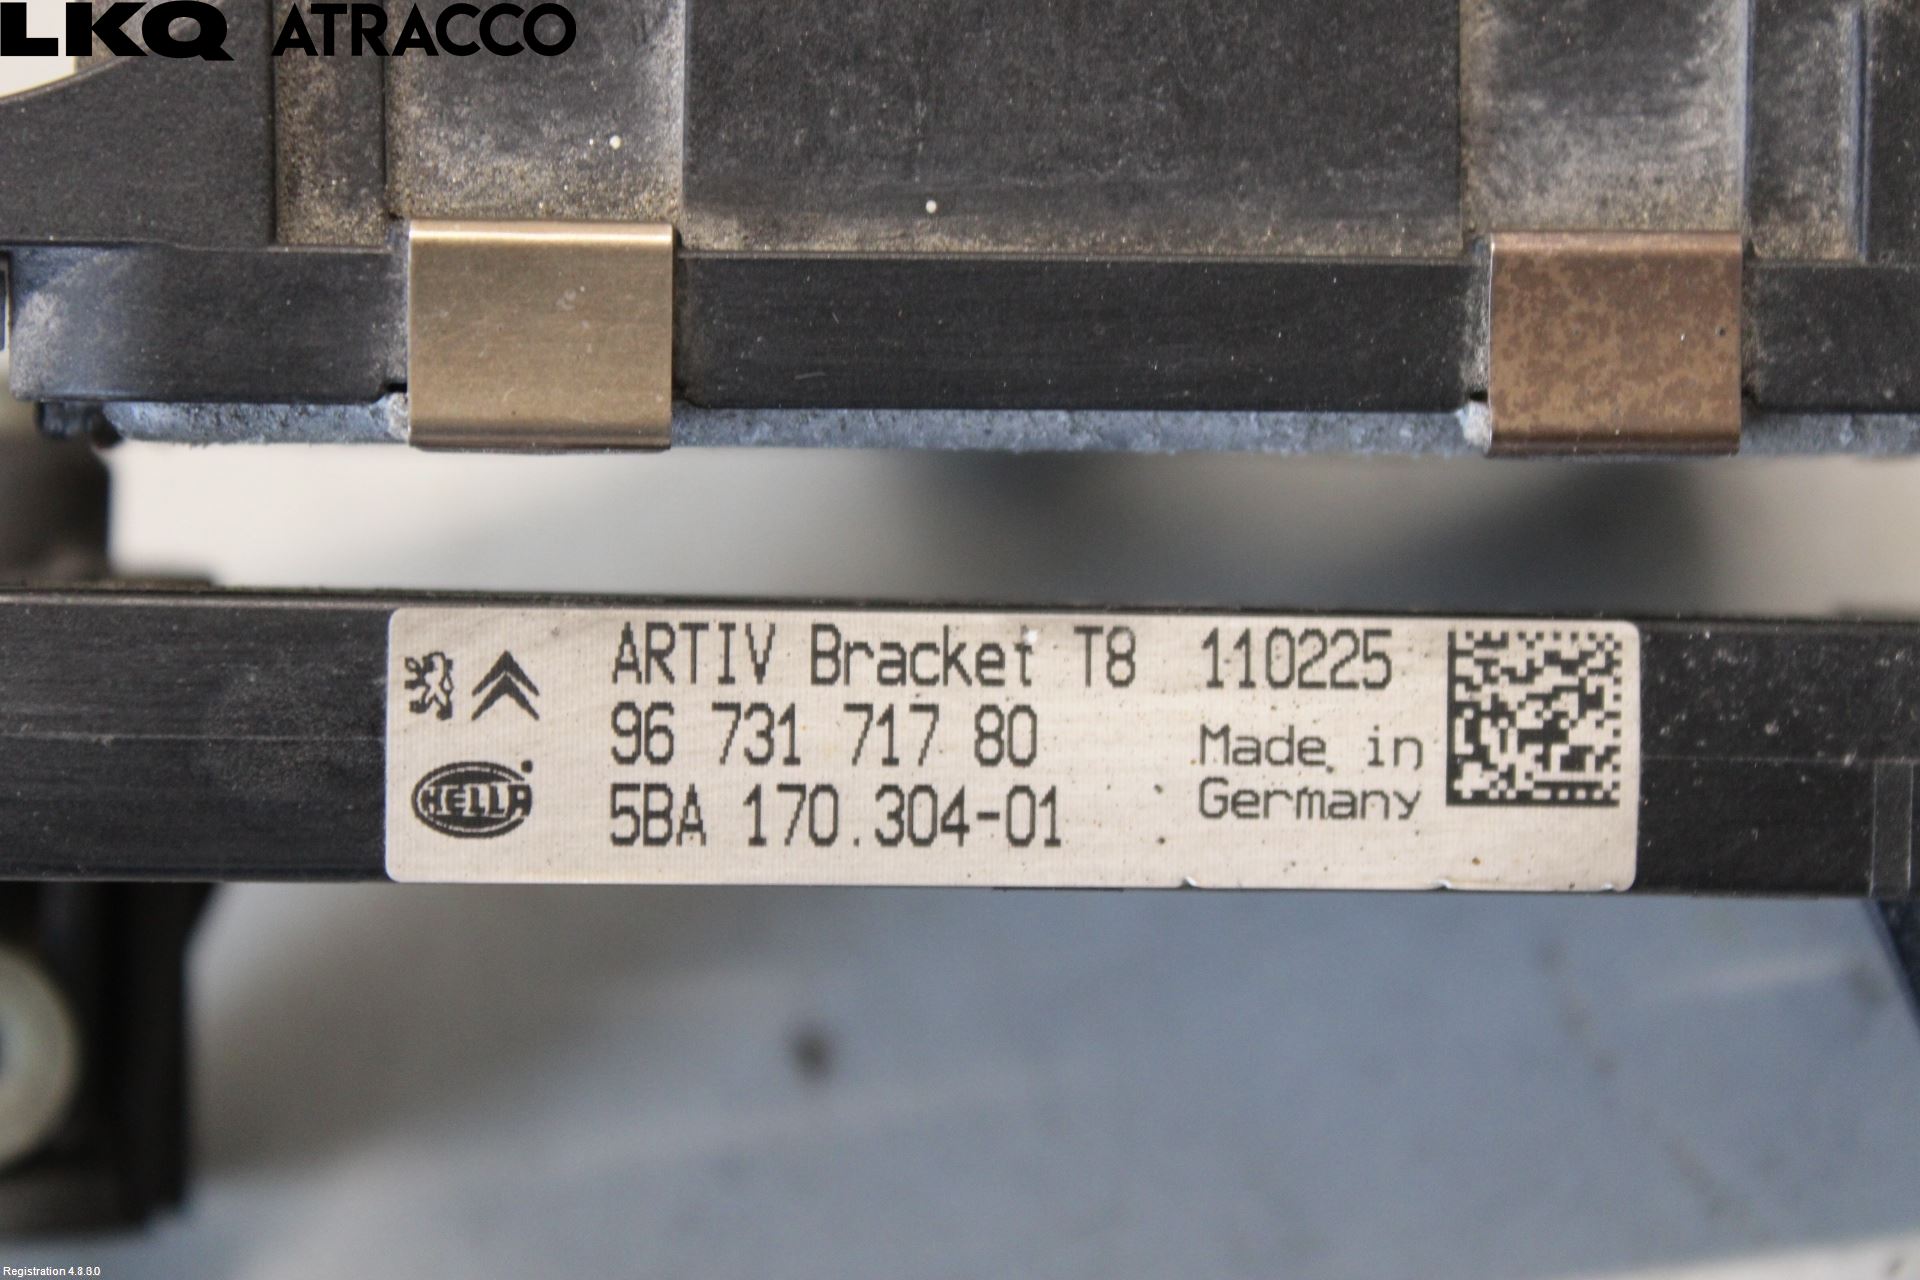 LKQ ATRACCO
ARTIV Bracket T8 110225
96 731 717 80
Made in
Germany
HELLA
5BA 170.304-01
Registration 4.8.8.0